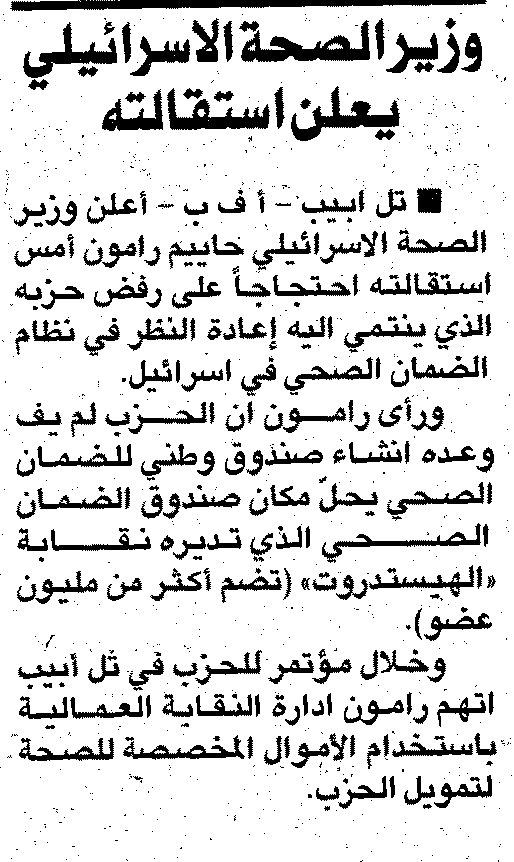 وزير الصحة الاسرائيلي
يعلن استقالته
■ تل ابيب – أ ف ب – أعلن وزير
الصحة الاسرائيلي حاييم رامون أمس
استقالته احتجاجاً على رفض حزبه
الذي ينتمي اليه إعادة النظر في نظام
الضمان الصحي في اسرائيل.
ورأى رامون ان الحزب لم يف
وعده انشاء صندوق وطني للضمان
الصحي يحلّ مكان صندوق الضمان
الصحي الذي تديره نقابة
«الهيستدروت» (تضم أكثر من مليون
عضو).
وخلال مؤتمر للحزب في تل أبيب
اتهم رامون ادارة النقابة العمالية
باستخدام الأموال المخصصة للصحة
لتمويل الحزب.